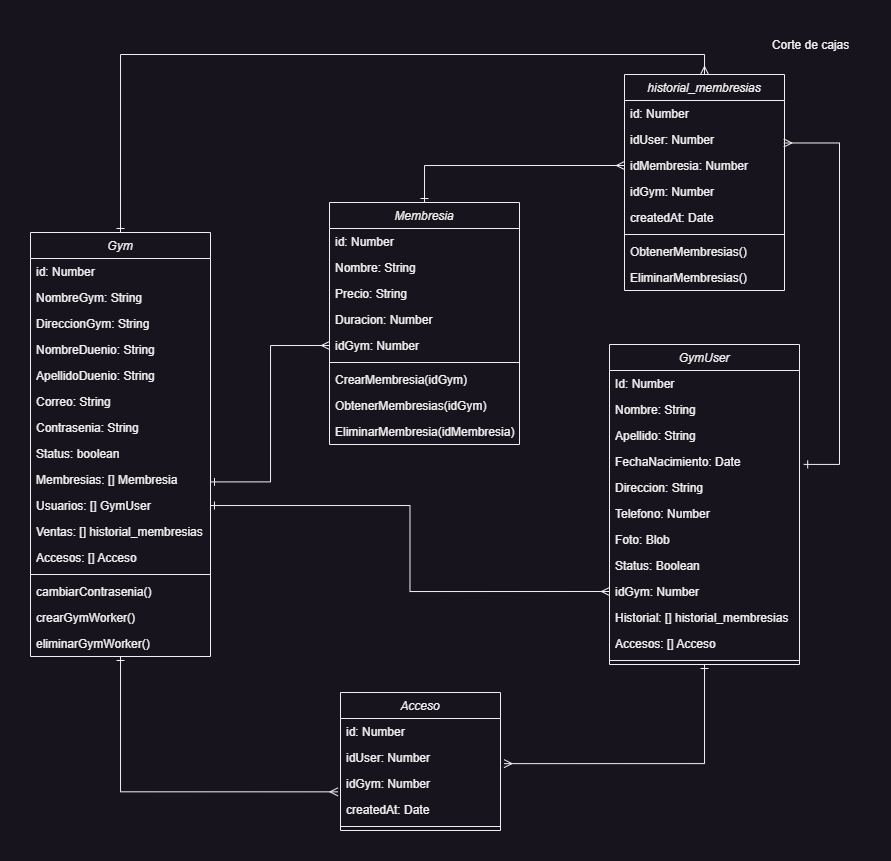 Corte de cajas
historial_membresias
id: Number
idUser: Number
idMembresia: Number
idGym: Number
createdAt: Date
ObtenerMembresias()
EliminarMembresias()
Membresia
id: Number
Nombre: String
Precio: String
Duracion: Number
idGym: Number
CrearMembresia(idGym)
ObtenerMembresias(idGym)
EliminarMembresia(idMembresia)
Gym
id: Number
NombreGym: String
DireccionGym: String
NombreDuenio: String
ApellidoDuenio: String
Correo: String
Contrasenia: String
Status: boolean
Membresias: [] Membresia
Usuarios: [] GymUser
Ventas: [] historial_membresias
Accesos: [] Acceso
cambiarContrasenia()
crearGymWorker()
eliminarGymWorker()
GymUser
Id: Number
Nombre: String
Apellido: String
FechaNacimiento: Date
Direccion: String
Telefono: Number
Foto: Blob
Status: Boolean
idGym: Number
Historial: [] historial_membresias
Accesos: [] Acceso
Acceso
id: Number
idUser: Number
idGym: Number
createdAt: Date